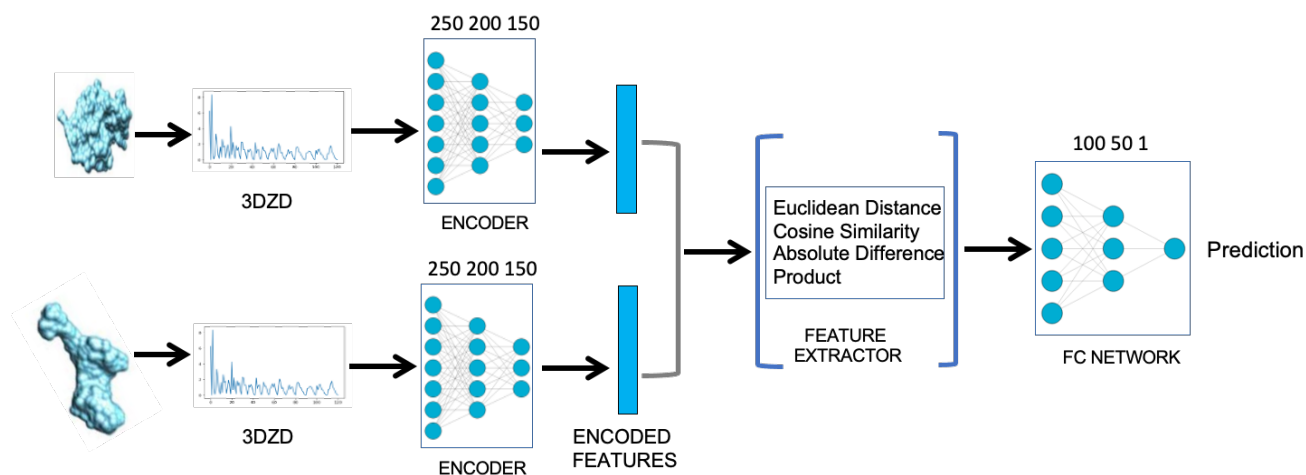 250 200 150
3DZD
ENCODER
250 200 150
3DZD
ENCODER
ENCODED
FEATURES
Euclidean Distance
Cosine Similarity
Absolute Difference
Product
FEATURE
EXTRACTOR
100 50 1
FC NETWORK
Prediction